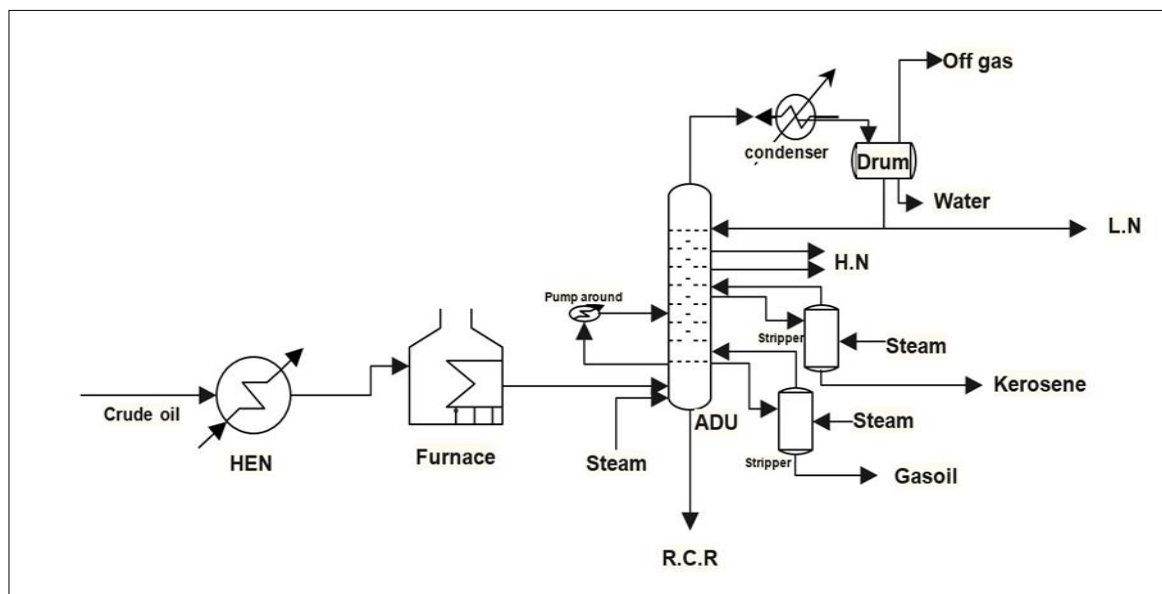 Off gas
condenser
Drum
Water
L.N
H.N
Pump around
Stripper
Steam
Kerosene
Crude oil
HEN
Furnace
Steam
ADU
Steam
Stripper
Gasoil
R.C.R